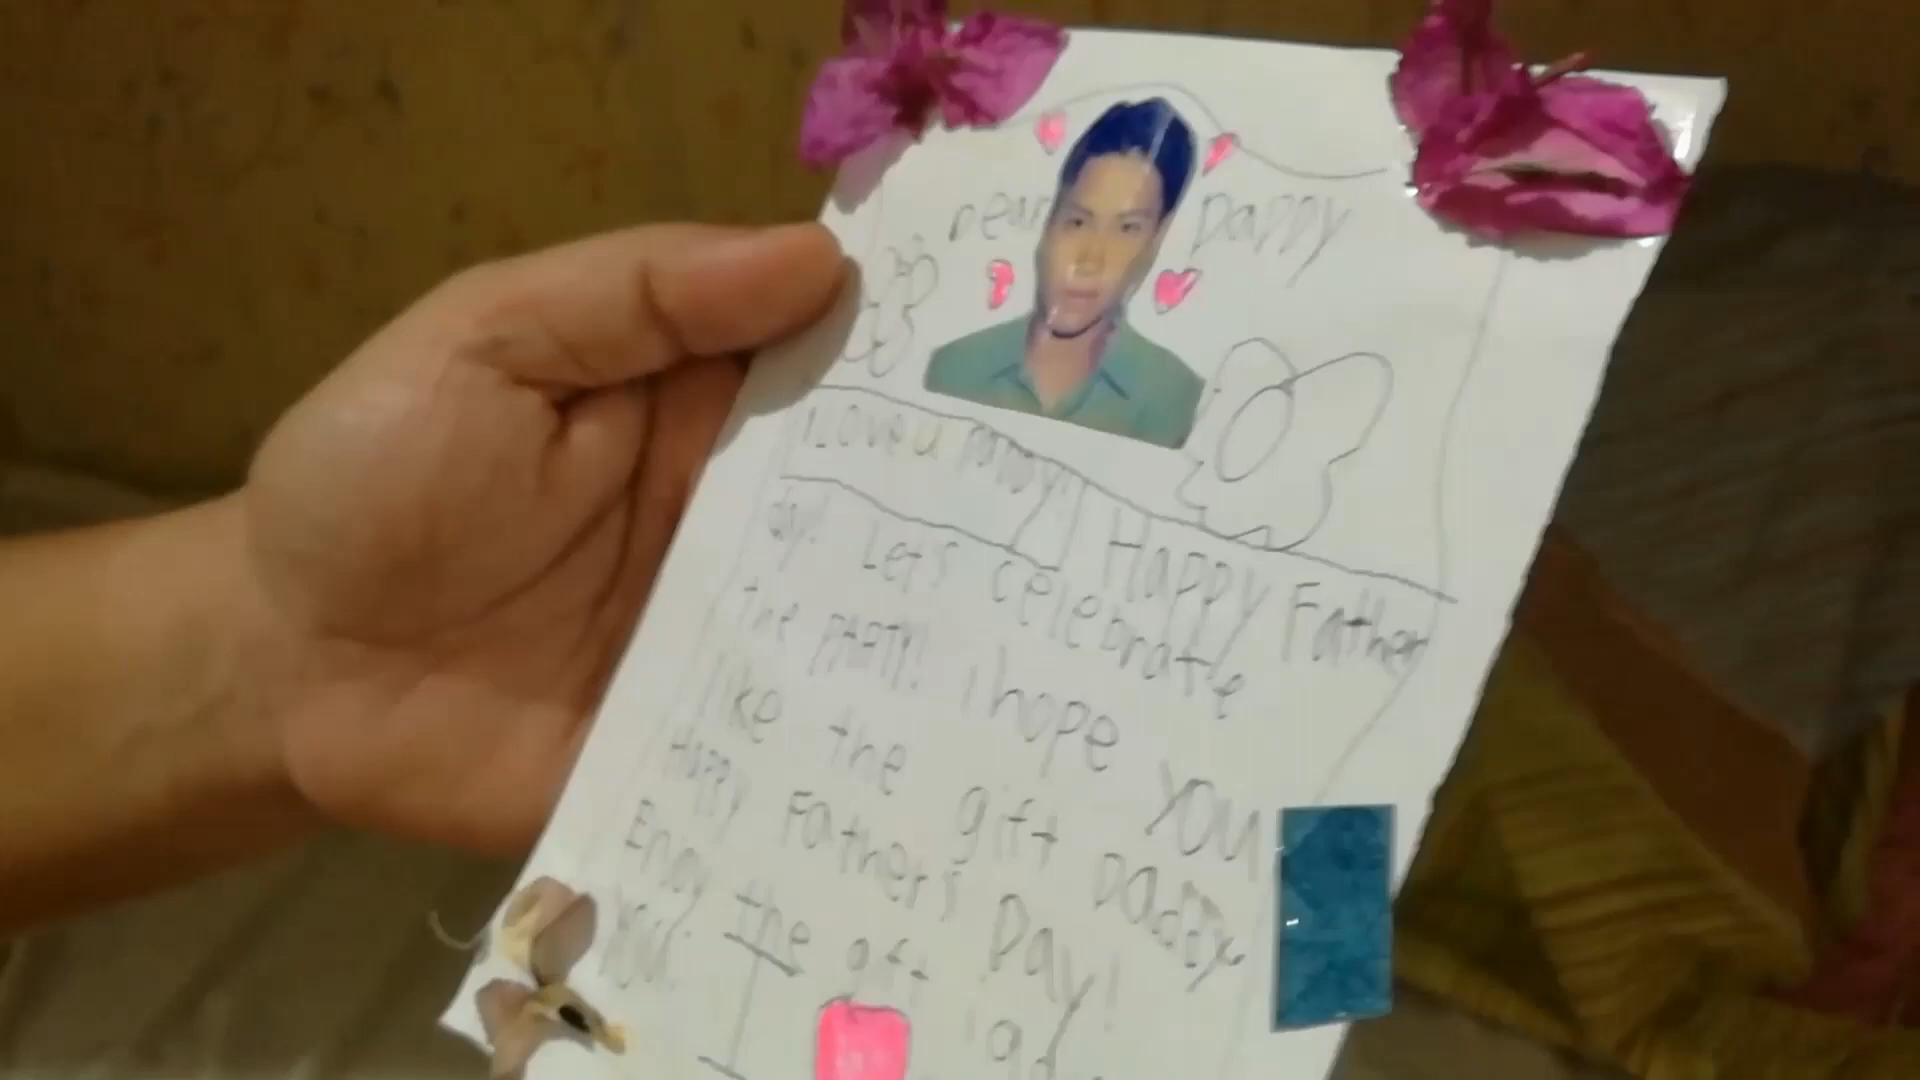 Dear Daddy
I Love u
Happy Father
day! Let's celebrate
the PARTY! i hope You
like the gift Daddy
Happy Father's Day!
Enjoy the gift
You
I